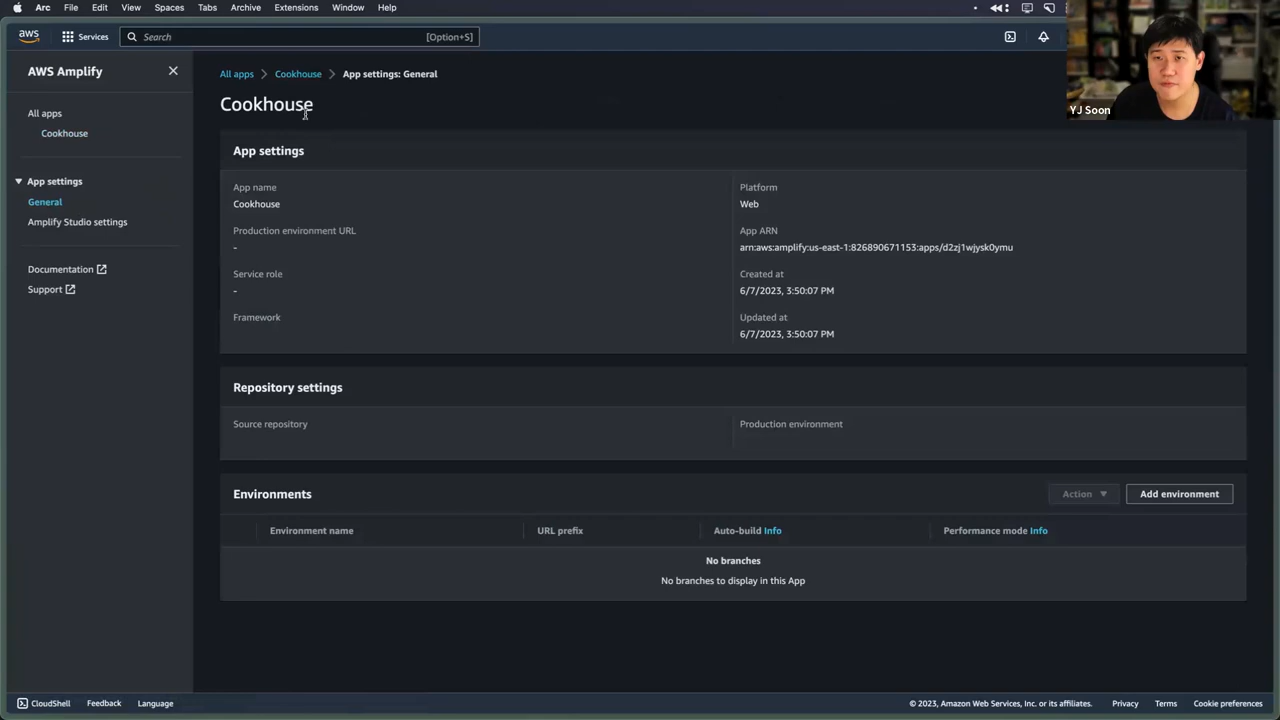 Arc File Edit View Spaces Tabs Archive Extensions Window Help
aws Services Search [Option+S]
YJ Soon
AWS Amplify
All apps
Cookhouse
App settings
General
Amplify Studio settings
Documentation
Support
All apps Cookhouse App settings: General
Cookhouse
App settings
App name
Cookhouse
Production environment URL
-
Service role
-
Framework
Platform
Web
App ARN
arn:aws:amplify:us-east-1:826890671153:apps/d2zj1wjysk0ymu
Created at
6/7/2023, 3:50:07 PM
Updated at
6/7/2023, 3:50:07 PM
Repository settings
Source repository Production environment
Environments Action Add environment
Environment name URL prefix Auto-build Info Performance mode Info
No branches
No branches to display in this App
CloudShell Feedback Language © 2023, Amazon Web Services, Inc. or its affiliates. Privacy Terms Cookie preferences